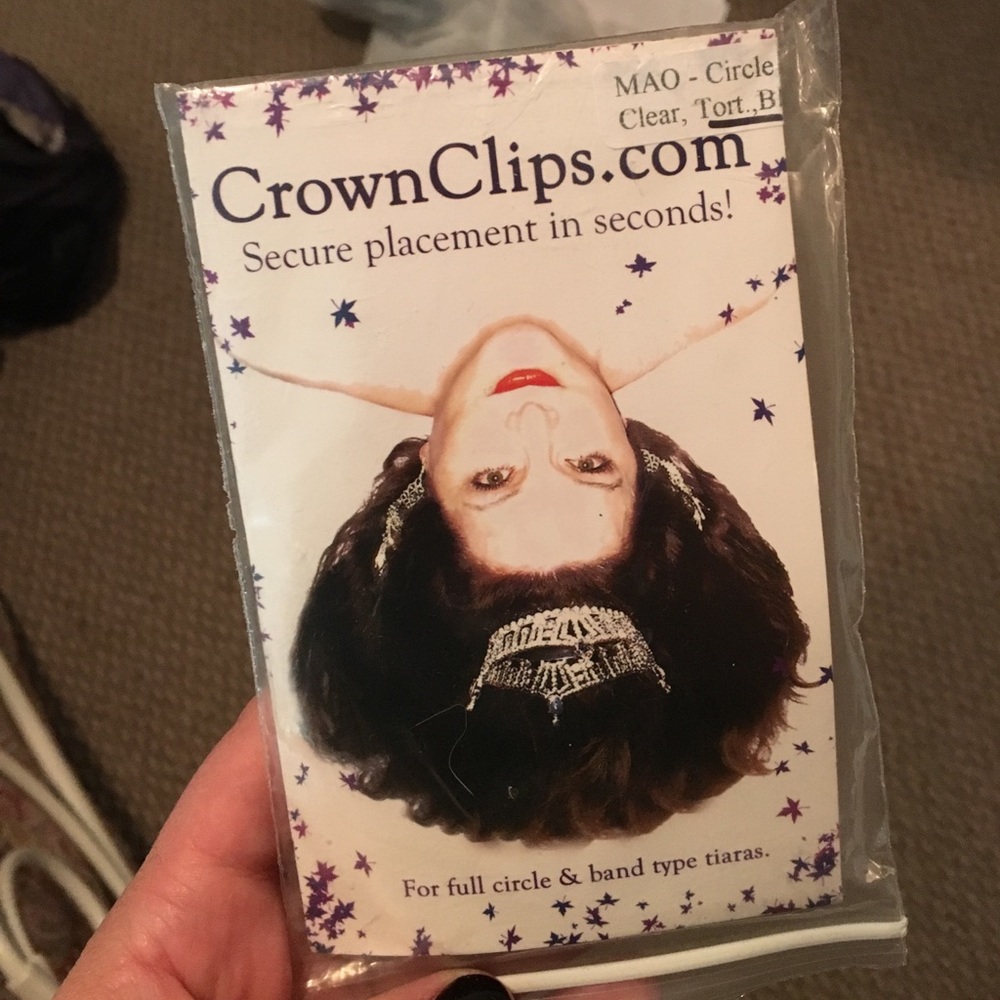 MAO - Circle
Clear, Tort.,B
CrownClips.com
Secure placement in seconds!
For full circle & band type tiaras.